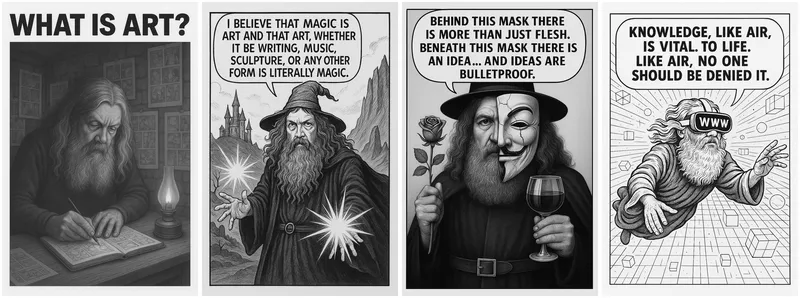 WHAT IS ART?
I BELIEVE THAT MAGIC IS
ART AND THAT ART, WHETHER
IT BE WRITING, MUSIC,
SCULPTURE, OR ANY OTHER
FORM IS LITERALLY MAGIC.
BEHIND THIS MASK THERE
IS MORE THAN JUST FLESH.
BENEATH THIS MASK THERE IS
AN IDEA... AND IDEAS ARE
BULLETPROOF.
KNOWLEDGE, LIKE AIR,
IS VITAL. TO LIFE.
LIKE AIR, NO ONE
SHOULD BE DENIED IT.
WWW